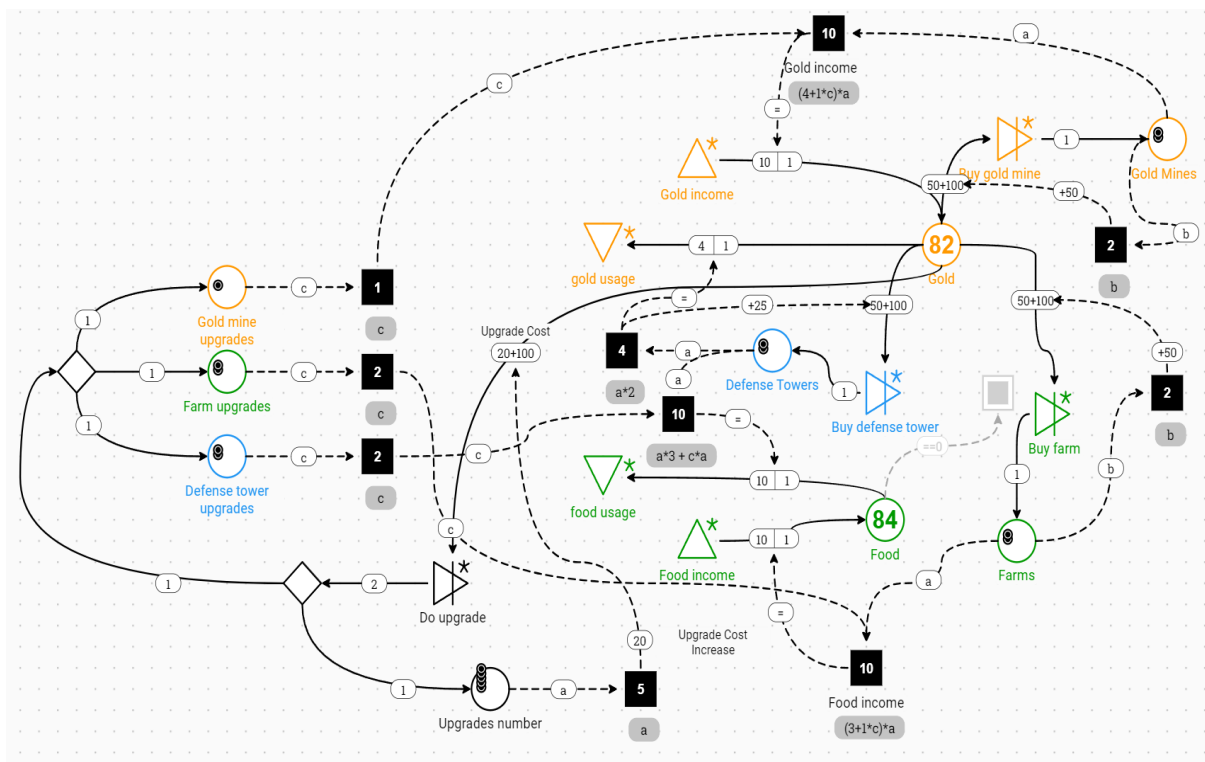 10
a
c
Gold income
(4+1*c)*a
=
10 1
Gold income
1
Buy gold mine
Gold Mines
50+100
+50
b
2
b
4 1
82
gold usage
Gold
1
c
c
Gold mine
upgrades
1
=
+25
50+100
50+100
Upgrade Cost
20+100
4
a
a*2
a
Defense Towers
1
Buy defense tower
+50
2
b
1
c
2
c
Farm upgrades
1
10
=
a*3 + c*a
==0
Buy farm
c
2
c
Defense tower
upgrades
c
b
1
10 1
food usage
84
Food
c
10 1
Food income
Farms
1
2
Do upgrade
a
=
20
Upgrade Cost
Increase
10
Food income
(3+1*c)*a
1
Upgrades number
a
5
a